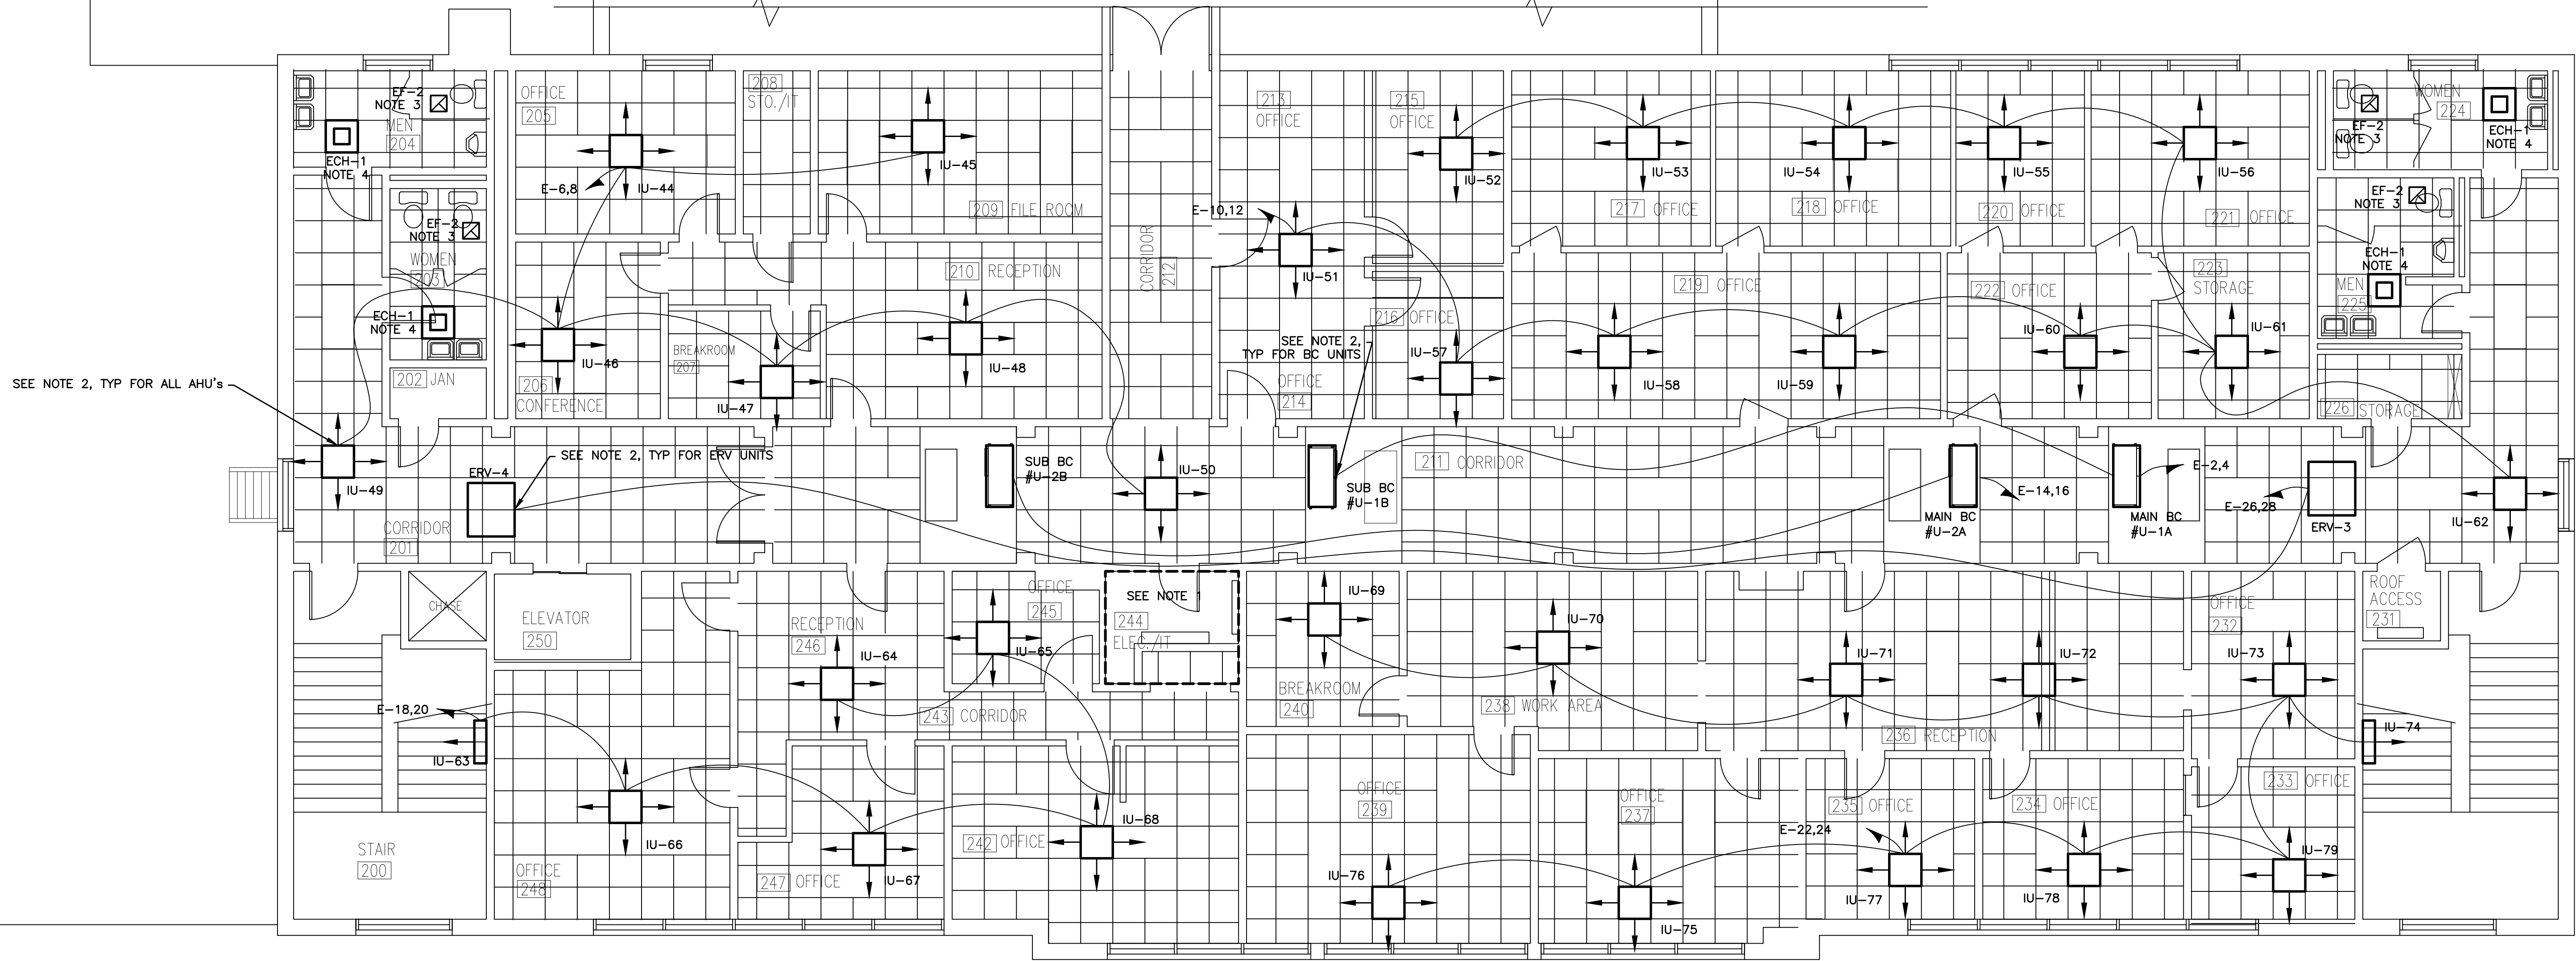 EF-2
NOTE 3
MEN
204
ECH-1
NOTE 4
OFFICE
205
E-6,8
IU-44
208
STO./IT
IU-45
209 FILE ROOM
213
OFFICE
215
OFFICE
IU-52
E-10,12
IU-51
IU-53
217 OFFICE
IU-54
218 OFFICE
IU-55
220 OFFICE
IU-56
221 OFFICE
WOMEN
224
EF-2
NOTE 3
ECH-1
NOTE 4
EF-2
NOTE 3
WOMEN
203
ECH-1
NOTE 4
202 JAN
IU-46
206
CONFERENCE
BREAKROOM
207
IU-47
210 RECEPTION
IU-48
CORRIDOR
212
SEE NOTE 2,
TYP FOR BC UNITS
OFFICE
214
216 OFFICE
IU-57
219 OFFICE
IU-58
IU-59
222 OFFICE
IU-60
223
STORAGE
IU-61
EF-2
NOTE 3
ECH-1
NOTE 4
MEN
225
226 STORAGE
SEE NOTE 2, TYP FOR ALL AHU's
IU-49
ERV-4
SEE NOTE 2, TYP FOR ERV UNITS
CORRIDOR
201
SUB BC
#U-2B
IU-50
SUB BC
#U-1B
211 CORRIDOR
MAIN BC
#U-2A
E-14,16
MAIN BC
#U-1A
E-2,4
E-26,28
ERV-3
IU-62
CHASE
ELEVATOR
250
RECEPTION
246
IU-64
OFFICE
245
IU-65
SEE NOTE 1
244
ELEC./IT
IU-69
BREAKROOM
240
IU-70
238 WORK AREA
IU-71
IU-72
236 RECEPTION
OFFICE
232
IU-73
ROOF
ACCESS
231
IU-74
E-18,20
IU-63
243 CORRIDOR
STAIR
200
IU-66
OFFICE
248
247 OFFICE
IU-67
242 OFFICE
IU-68
OFFICE
239
IU-76
OFFICE
237
IU-75
235 OFFICE
E-22,24
IU-77
234 OFFICE
IU-78
233 OFFICE
IU-79